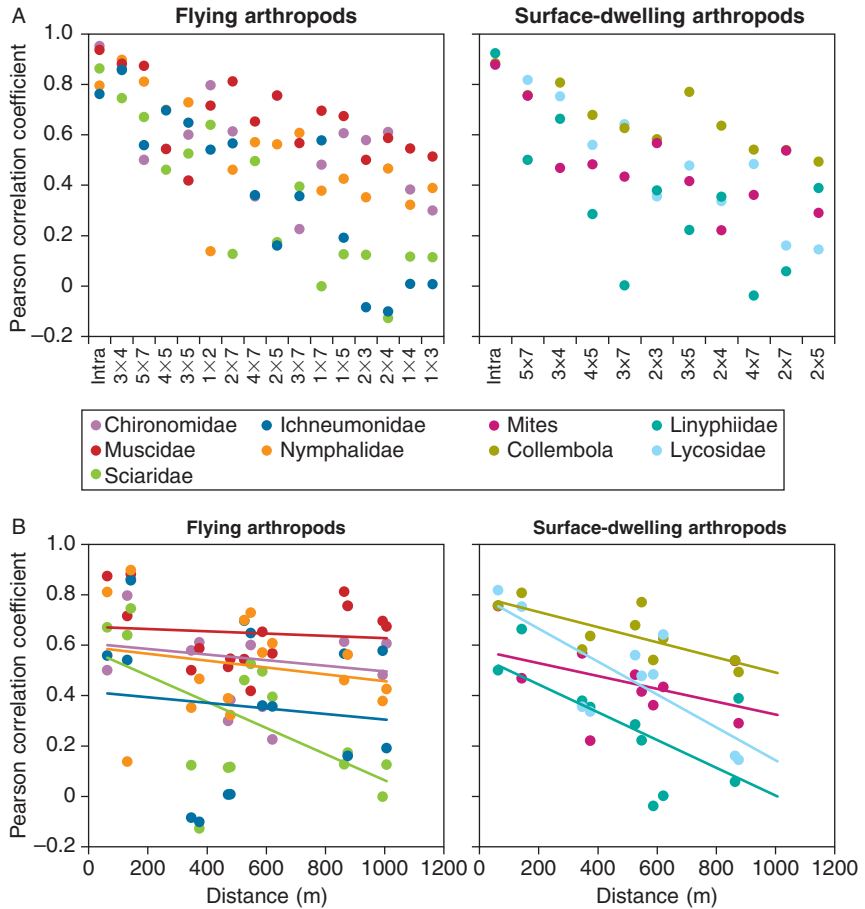 A
Flying arthropods
Surface-dwelling arthropods
Pearson correlation coefficient
1.0
0.8
0.6
0.4
0.2
0
−0.2
Intra
3×4
5×7
4×5
3×5
1×2
2×7
4×7
2×5
3×7
1×7
1×5
2×3
2×4
1×4
1×3
Intra
5×7
3×4
4×5
3×7
2×3
3×5
2×4
4×7
2×7
2×5
Chironomidae Ichneumonidae Mites Linyphiidae
Muscidae Nymphalidae Collembola Lycosidae
Sciaridae
B
Flying arthropods
Surface-dwelling arthropods
Pearson correlation coefficient
1.0
0.8
0.6
0.4
0.2
0
−0.2
0 200 400 600 800 1000 1200
0 200 400 600 800 1000 1200
Distance (m)
Distance (m)